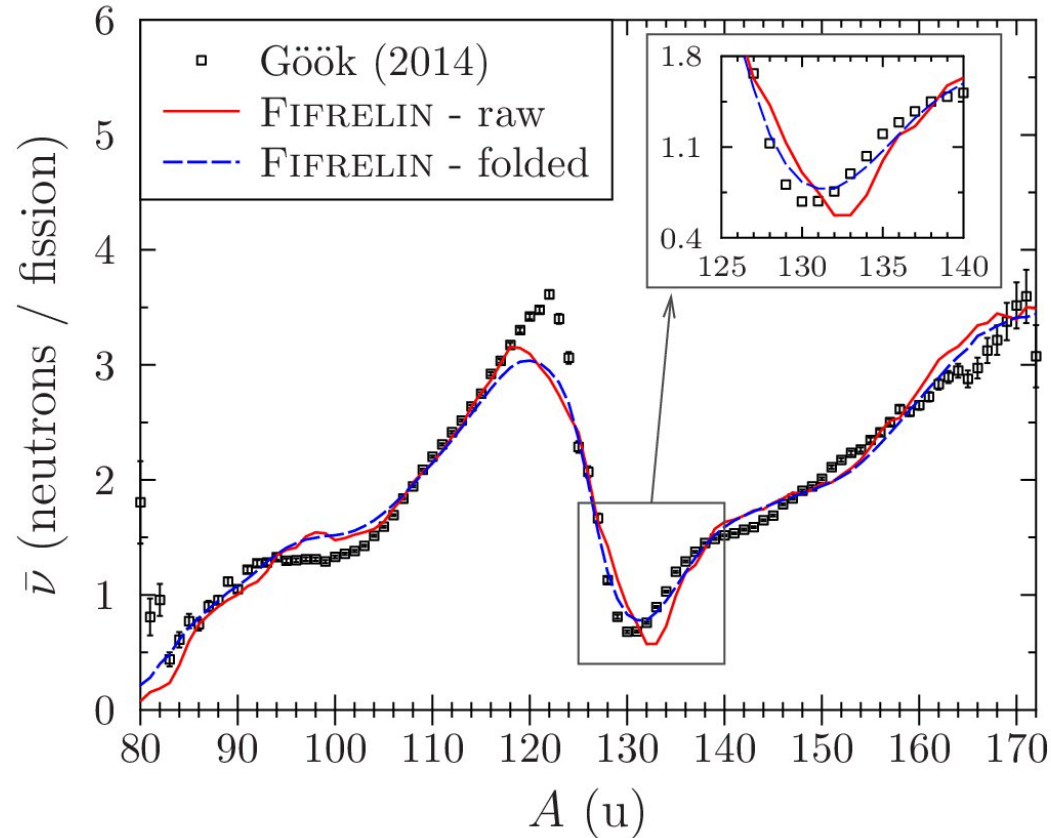 6
5
4
3
2
1
0
ν̄ (neutrons / fission)
Göök (2014)
FIFRELIN - raw
FIFRELIN - folded
1.8
1.1
0.4
125 130 135 140
80 90 100 110 120 130 140 150 160 170
A (u)